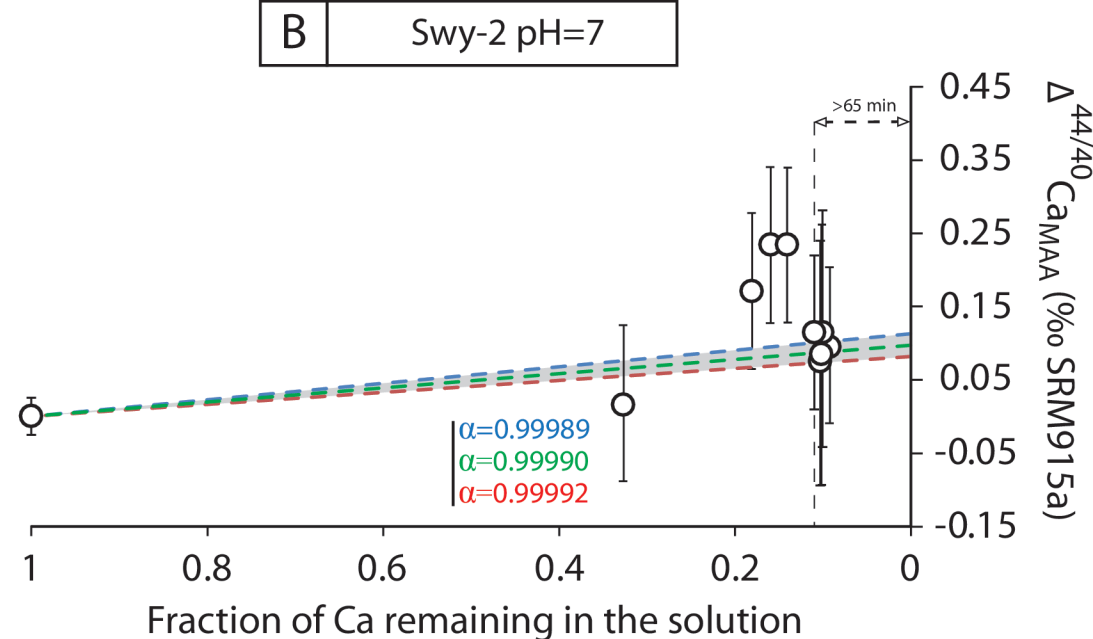 B
Swy-2 pH=7
>65 min
0.45
0.35
0.25
0.15
0.05
-0.05
-0.15
Δ44/40CaMAA (‰ SRM915a)
α=0.99989
α=0.99990
α=0.99992
1 0.8 0.6 0.4 0.2 0
Fraction of Ca remaining in the solution